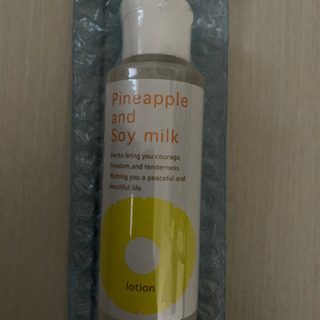 Pineapple
and
Soy milk
Herbs bring you courage,
freedom,and tenderness.
Wishing you a peaceful and
beautiful life.
lotion